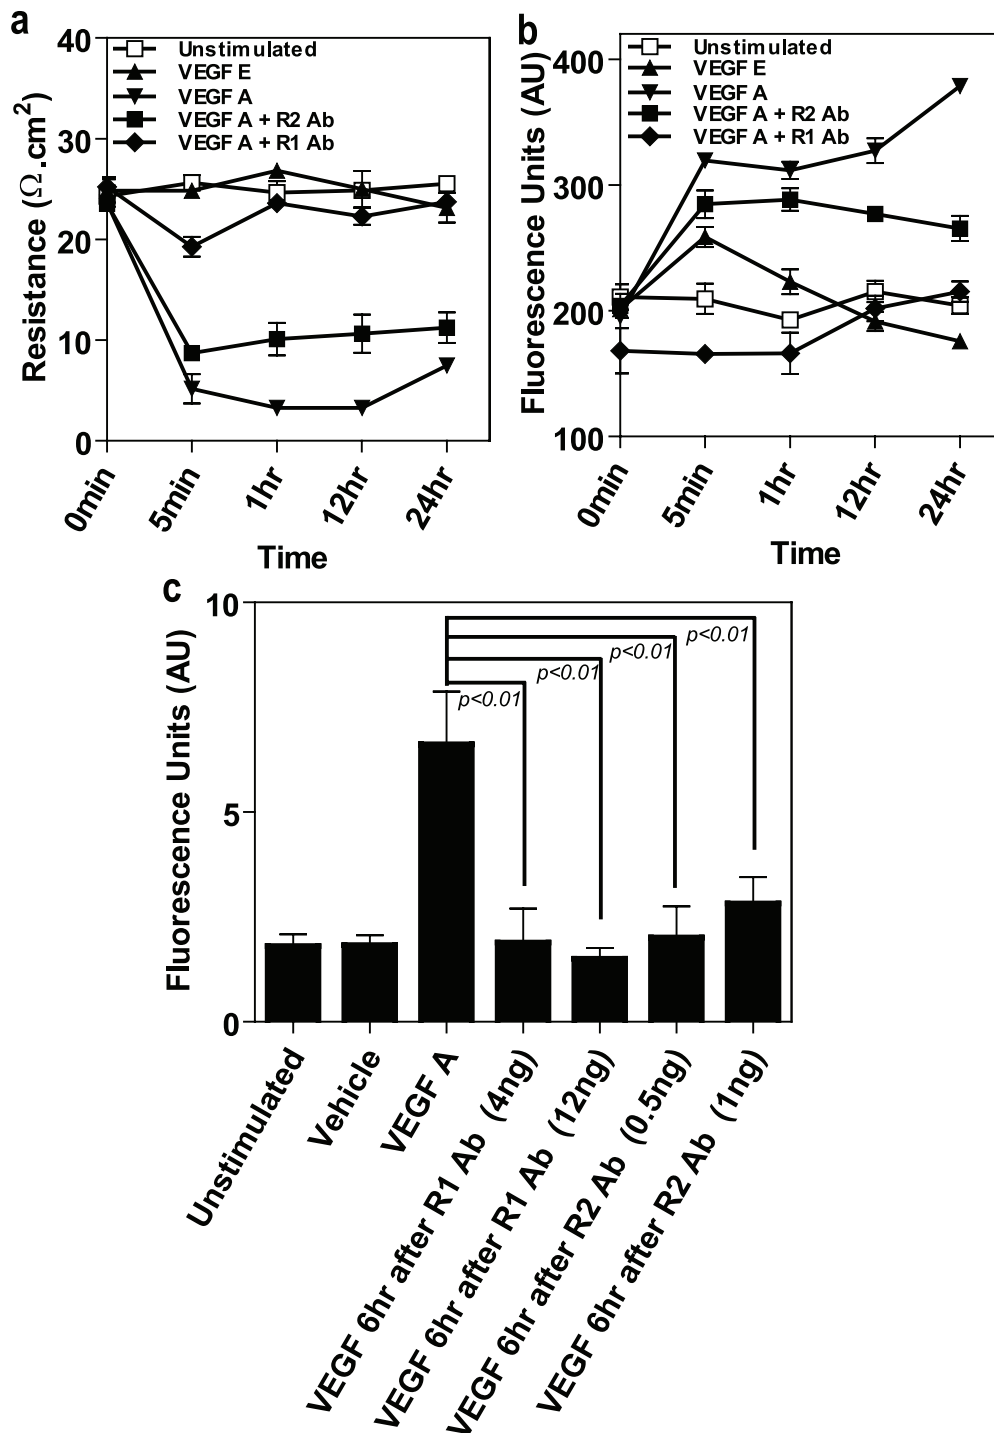 a
40
30
20
10
0
Resistance (Ω.cm²)
Unstimulated
VEGF E
VEGF A
VEGF A + R2 Ab
VEGF A + R1 Ab
0min
5min
1hr
12hr
24hr
Time
b
400
300
200
100
Fluorescence Units (AU)
Unstimulated
VEGF E
VEGF A
VEGF A + R2 Ab
VEGF A + R1 Ab
0min
5min
1hr
12hr
24hr
Time
c
10
5
0
Fluorescence Units (AU)
p<0.01
p<0.01
p<0.01
p<0.01
Unstimulated
Vehicle
VEGF A
VEGF 6hr after R1 Ab (4ng)
VEGF 6hr after R1 Ab (12ng)
VEGF 6hr after R2 Ab (0.5ng)
VEGF 6hr after R2 Ab (1ng)